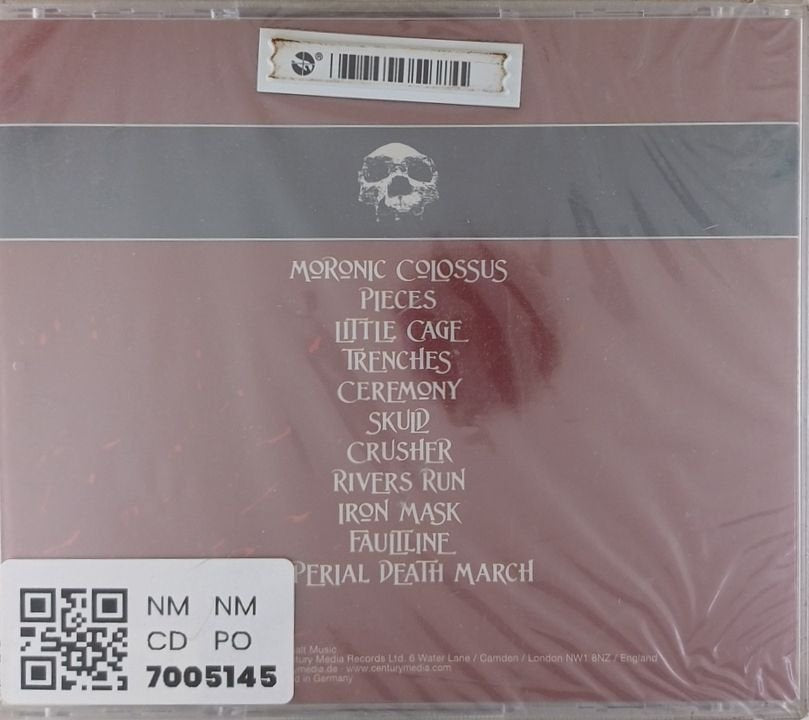 ®
MORONIC COLOSSUS
PIECES
LITTLE CAGE
TRENCHES
CEREMONY
SKULD
CRUSHER
RIVERS RUN
IRON MASK
FAULTLINE
PERIAL DEATH MARCH
NM NM
CD PO
7005145
alt Music
tury Media Records Ltd. 6 Water Lane / Camden / London NW1 8NZ / England
media.de · www.centurymedia.com
d in Germany